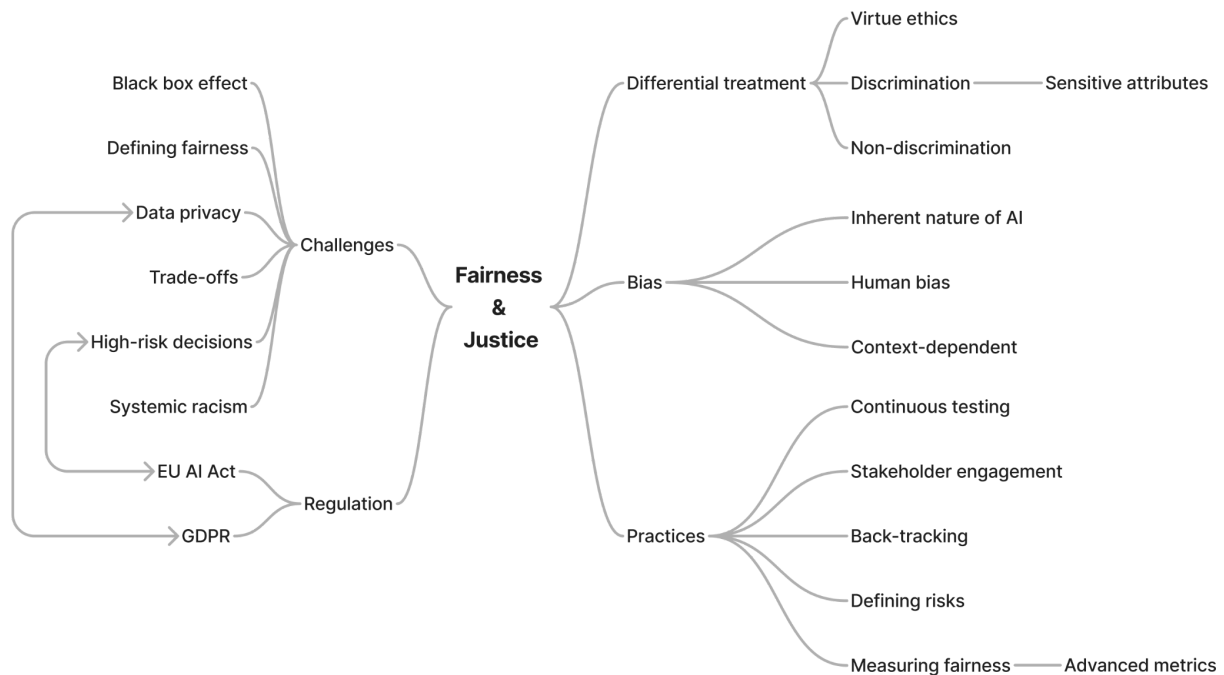 Fairness
&
Justice
Challenges
Black box effect
Defining fairness
Data privacy
Trade-offs
High-risk decisions
Systemic racism
Regulation
EU AI Act
GDPR
Differential treatment
Virtue ethics
Discrimination
Sensitive attributes
Non-discrimination
Bias
Inherent nature of AI
Human bias
Context-dependent
Practices
Continuous testing
Stakeholder engagement
Back-tracking
Defining risks
Measuring fairness
Advanced metrics